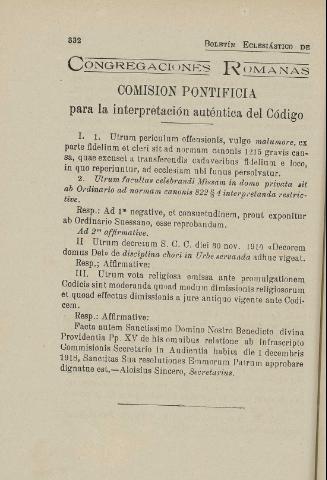 332
BOLETÍN ECLESIÁSTICO DE
CONGREGACIONES ROMANAS
COMISION PONTIFICIA
para la interpretación auténtica del Código
I. 1. Utrum periculum offensionis, vulgo malumore, ex
parte fidelium et cleri sit ad normam canonis 1215 gravis cau-
sa, quae excuset a transferendis cadaveribus fidelium e loco,
in quo reperiuntur, ad ecclesiam ubi funus persolvatur.
2. Utrum facultas celebrandi Missam in domo privata sit
ab Ordinario ad normam canonis 822 § 4 interpretanda restric-
tive.
Resp.: Ad 1m negative, et consuetudinem, prout exponitur
ab Ordinario Suessano, esse reprobandam.
Ad 2m affirmative.
II Utrum decretum S. C. C. diei 30 nov. 1910 «Decorem
domus Dei» de disciplina chori in Urbe servanda adhuc vigeat.
Resp.: Affirmative:
III. Utrum vota religiosa emissa ante promulgationem
Codicis sint moderanda quoad modum dimissionis religiosorum
et quoad effectus dimissionis a jure antiquo vigente ante Codi-
cem.
Resp.: Affirmative:
Facta autem Sanctissimo Domino Nostro Benedicto divina
Providentia Pp. XV de his omnibus relatione ab infrascripto
Commissionis Secretario in Audientia habita die 1 decembris
1918, Sanctitas Sua resolutiones Emmorum Patrum approbare
dignatus est.—Aloisius Sincero, Secretarius.